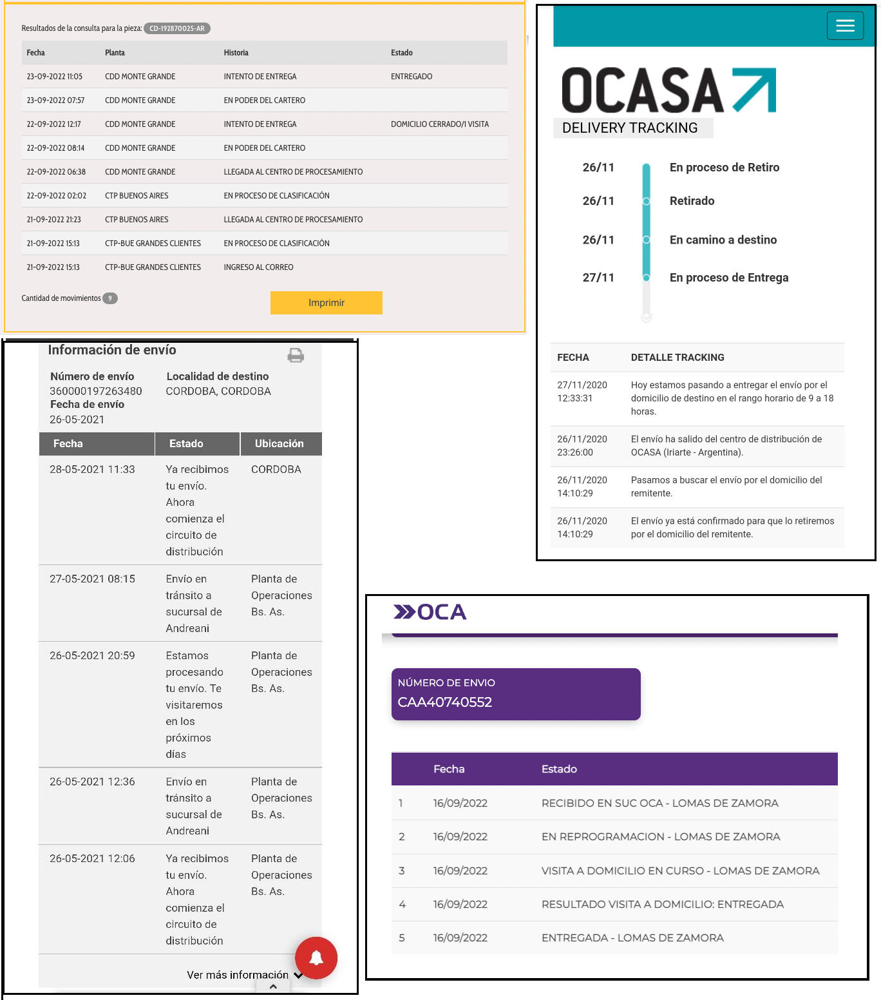 Resultados de la consulta para la pieza: CD-192870025-AR
Fecha Planta Historia Estado
23-09-2022 11:05 CDD MONTE GRANDE INTENTO DE ENTREGA ENTREGADO
23-09-2022 07:57 CDD MONTE GRANDE EN PODER DEL CARTERO
22-09-2022 12:17 CDD MONTE GRANDE INTENTO DE ENTREGA DOMICILIO CERRADO/1 VISITA
22-09-2022 08:14 CDD MONTE GRANDE EN PODER DEL CARTERO
22-09-2022 06:38 CDD MONTE GRANDE LLEGADA AL CENTRO DE PROCESAMIENTO
22-09-2022 02:02 CTP BUENOS AIRES EN PROCESO DE CLASIFICACIÓN
21-09-2022 21:23 CTP BUENOS AIRES LLEGADA AL CENTRO DE PROCESAMIENTO
21-09-2022 15:13 CTP-BUE GRANDES CLIENTES EN PROCESO DE CLASIFICACIÓN
21-09-2022 15:13 CTP-BUE GRANDES CLIENTES INGRESO AL CORREO
Cantidad de movimientos 9
Imprimir
OCASA
DELIVERY TRACKING
26/11 En proceso de Retiro
26/11 Retirado
26/11 En camino a destino
27/11 En proceso de Entrega
FECHA DETALLE TRACKING
27/11/2020 Hoy estamos pasando a entregar el envío por el
12:33:31 domicilio de destino en el rango horario de 9 a 18
horas.
26/11/2020 El envío ha salido del centro de distribución de
23:26:00 OCASA (Iriarte - Argentina).
26/11/2020 Pasamos a buscar el envío por el domicilio del
14:10:29 remitente.
26/11/2020 El envío ya está confirmado para que lo retiremos
14:10:29 por el domicilio del remitente.
Información de envío
Número de envío Localidad de destino
360000197263480 CORDOBA, CORDOBA
Fecha de envío
26-05-2021
Fecha Estado Ubicación
28-05-2021 11:33 Ya recibimos CORDOBA
tu envío.
Ahora
comienza el
circuito de
distribución
27-05-2021 08:15 Envío en Planta de
tránsito a Operaciones
sucursal de Bs. As.
Andreani
26-05-2021 20:59 Estamos Planta de
procesando Operaciones
tu envío. Te Bs. As.
visitaremos
en los
próximos
días
26-05-2021 12:36 Envío en Planta de
tránsito a Operaciones
sucursal de Bs. As.
Andreani
26-05-2021 12:06 Ya recibimos Planta de
tu envío. Operaciones
Ahora Bs. As.
comienza el
circuito de
distribución
Ver más información
OCA
NÚMERO DE ENVIO
CAA40740552
Fecha Estado
1 16/09/2022 RECIBIDO EN SUC OCA - LOMAS DE ZAMORA
2 16/09/2022 EN REPROGRAMACION - LOMAS DE ZAMORA
3 16/09/2022 VISITA A DOMICILIO EN CURSO - LOMAS DE ZAMORA
4 16/09/2022 RESULTADO VISITA A DOMICILIO: ENTREGADA
5 16/09/2022 ENTREGADA - LOMAS DE ZAMORA